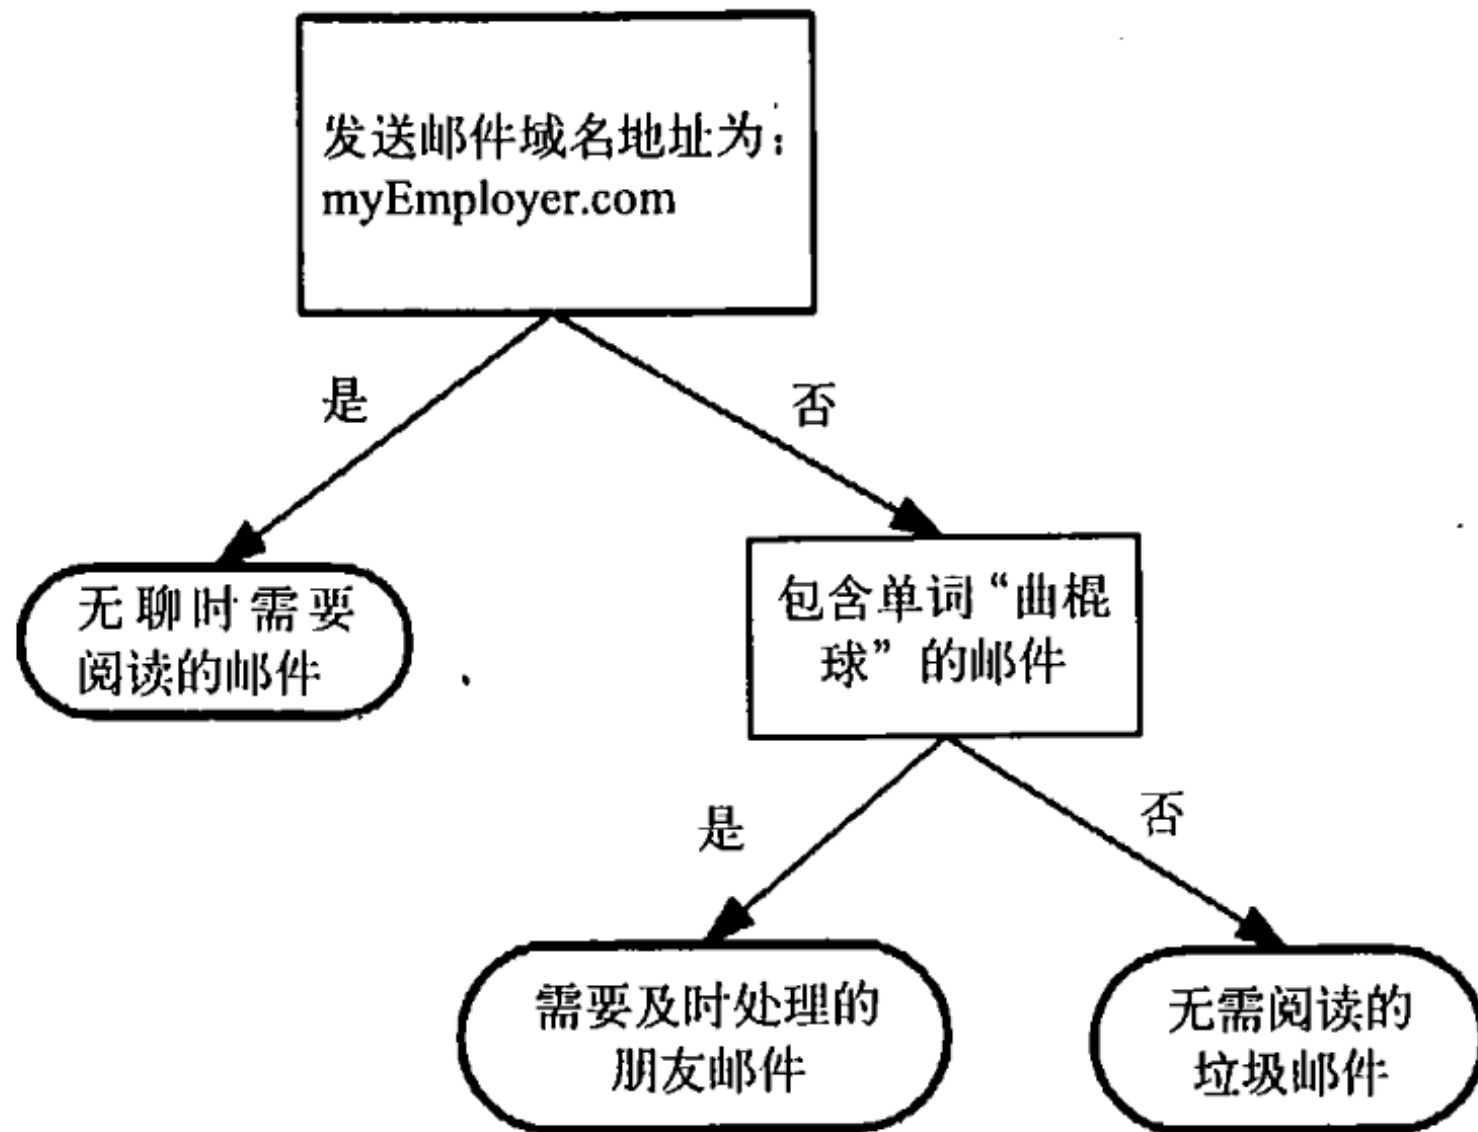 发送邮件域名地址为：
myEmployer.com
是
否
无聊时需要
阅读的邮件
包含单词“曲棍
球”的邮件
是
否
需要及时处理的
朋友邮件
无需阅读的
垃圾邮件